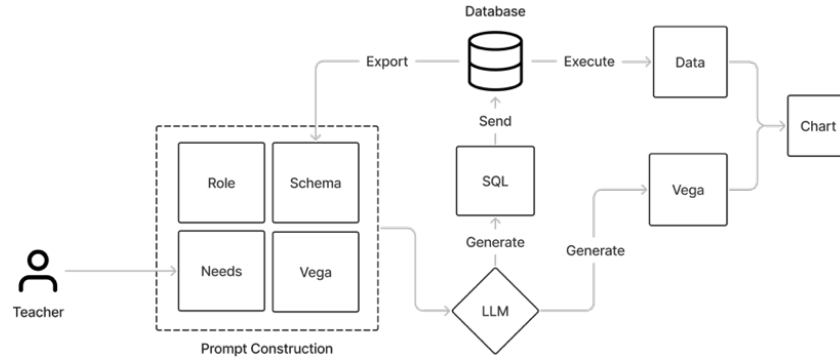 Database
Export
Execute
Data
Send
Chart
Role
Schema
SQL
Vega
Generate
Generate
Needs
Vega
LLM
Teacher
Prompt Construction